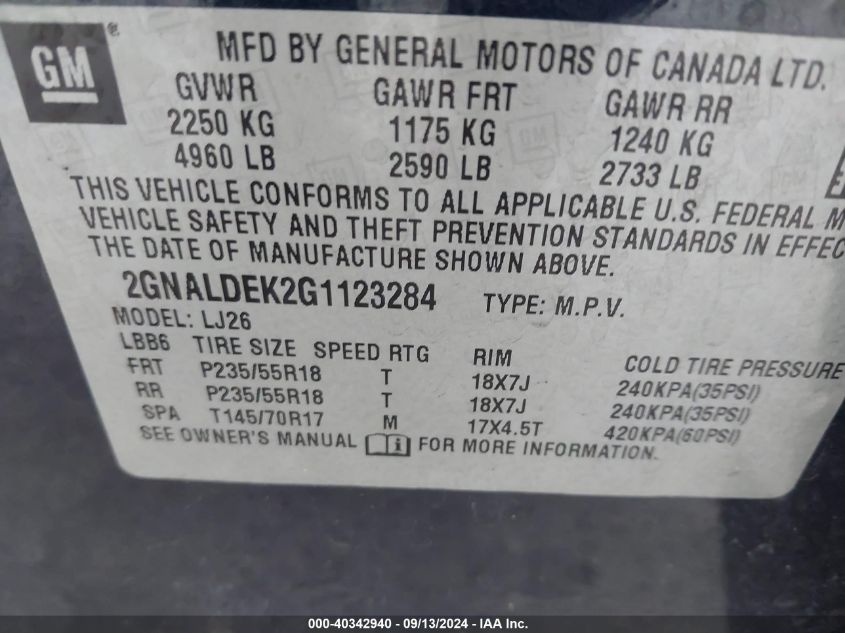 GM ®
MFD BY GENERAL MOTORS OF CANADA LTD.
GVWR GAWR FRT GAWR RR
2250 KG 1175 KG 1240 KG
4960 LB 2590 LB 2733 LB
THIS VEHICLE CONFORMS TO ALL APPLICABLE U.S. FEDERAL M
VEHICLE SAFETY AND THEFT PREVENTION STANDARDS IN EFFEC
THE DATE OF MANUFACTURE SHOWN ABOVE.
2GNALDEK2G1123284 TYPE: M.P.V.
MODEL: LJ26
LBB6 TIRE SIZE SPEED RTG RIM COLD TIRE PRESSURE
FRT P235/55R18 T 18X7J 240KPA(35PSI)
RR P235/55R18 T 18X7J 240KPA(35PSI)
SPA T145/70R17 M 17X4.5T 420KPA(60PSI)
SEE OWNER'S MANUAL FOR MORE INFORMATION.
000-40342940 - 09/13/2024 - IAA Inc.